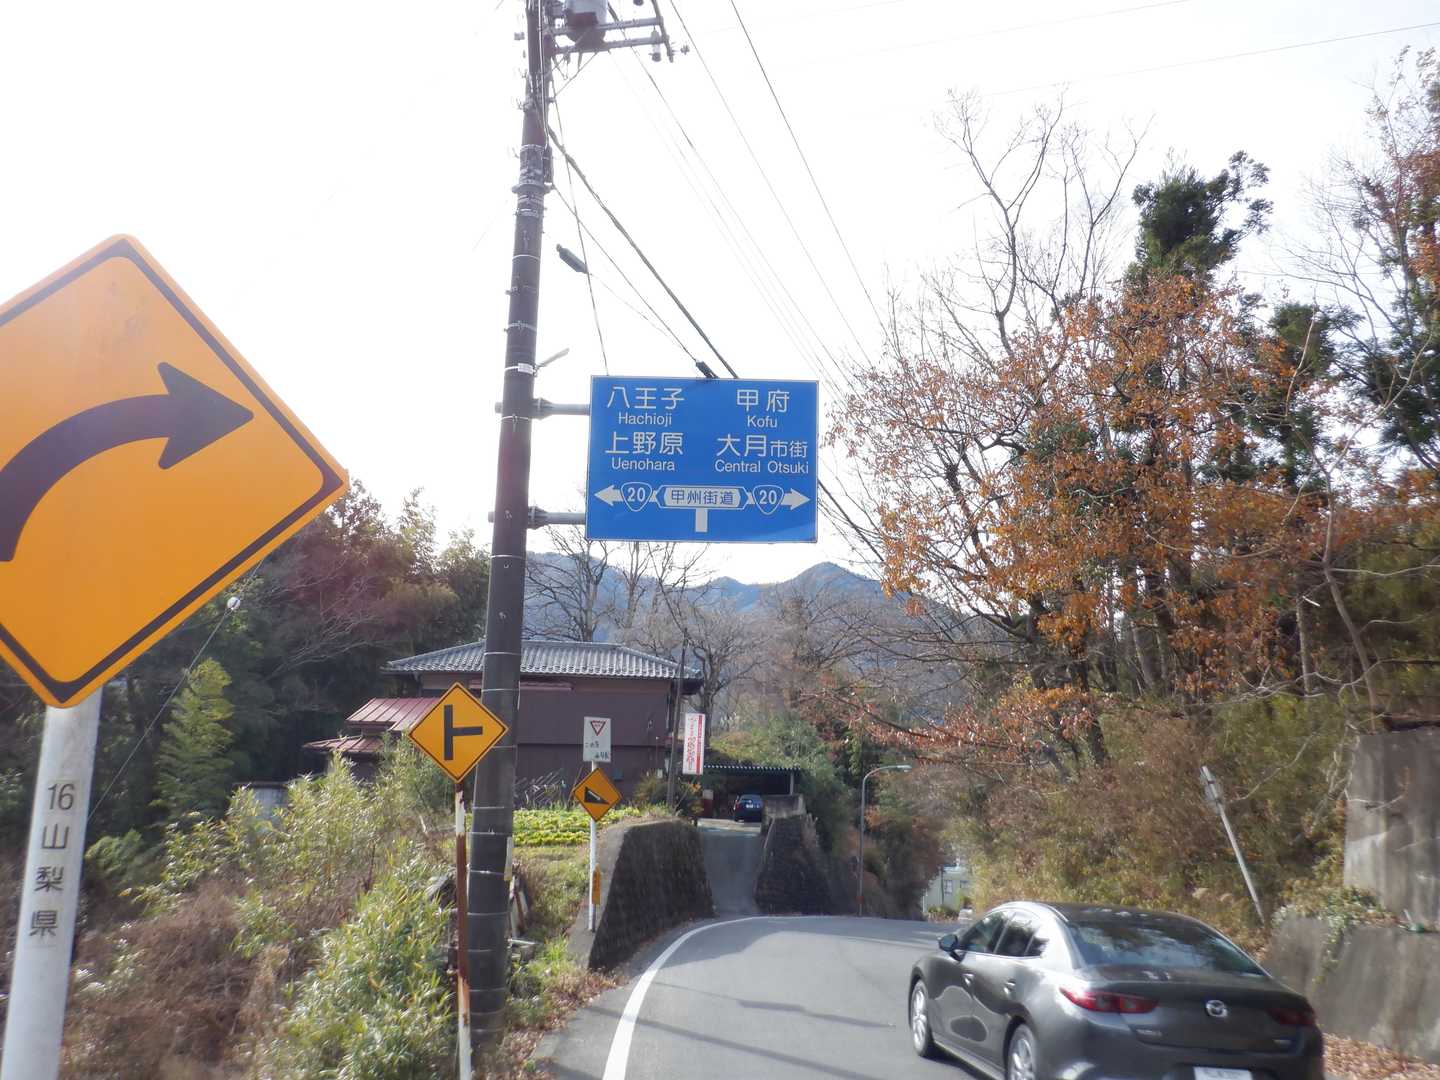 八王子 甲府
Hachioji Kofu
上野原 大月市街
Uenohara Central Otsuki
20 甲州街道 20
16
山
梨
県